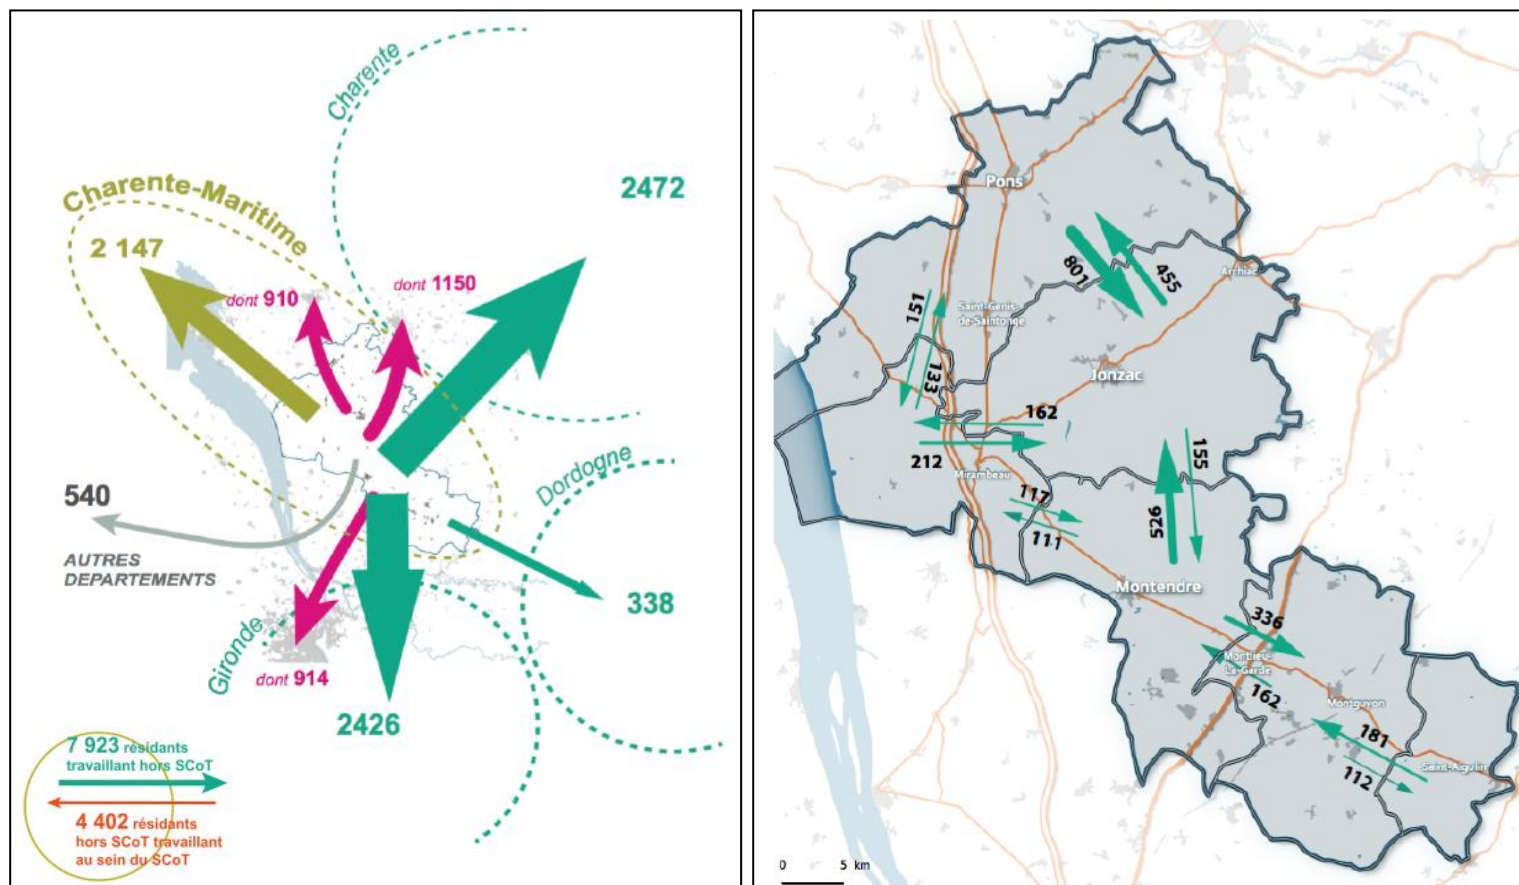 Charente
2472
Charente-Maritime
2 147
dont 910
dont 1150
540
AUTRES
DEPARTEMENTS
Dordogne
338
Gironde
dont 914
2426
7 923 résidants
travaillant hors SCoT
4 402 résidants
hors SCoT travaillant
au sein du SCoT
Pons
801
455
Archiac
151
Saint-Genis-
de-Saintonge
133
Jonzac
162
212
Mirambeau
117
111
155
526
Montendre
336
Montlieu-
La-Garde
162
Montguyon
181
112
Saint-Aigulin
0 5 km